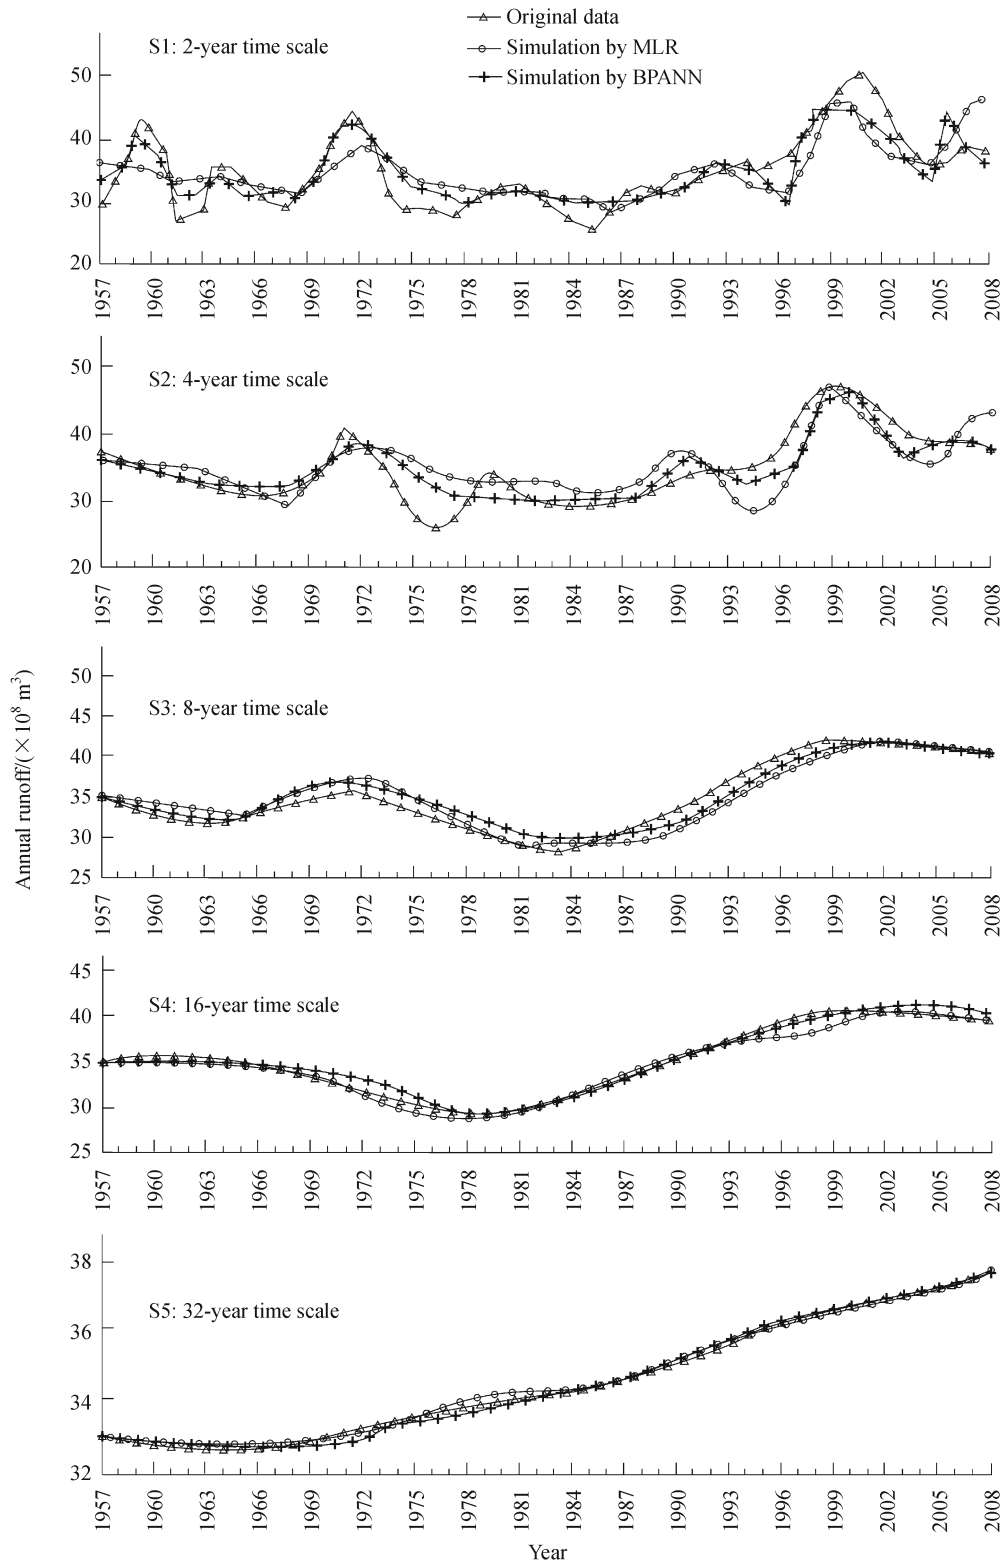 Original data
Simulation by MLR
Simulation by BPANN
S1: 2-year time scale
50
40
30
20
1957 1960 1963 1966 1969 1972 1975 1978 1981 1984 1987 1990 1993 1996 1999 2002 2005 2008
S2: 4-year time scale
50
40
30
20
1957 1960 1963 1966 1969 1972 1975 1978 1981 1984 1987 1990 1993 1996 1999 2002 2005 2008
Annual runoff/(×10⁸ m³)
S3: 8-year time scale
50
45
40
35
30
25
1957 1960 1963 1966 1969 1972 1975 1978 1981 1984 1987 1990 1993 1996 1999 2002 2005 2008
S4: 16-year time scale
45
40
35
30
25
1957 1960 1963 1966 1969 1972 1975 1978 1981 1984 1987 1990 1993 1996 1999 2002 2005 2008
S5: 32-year time scale
38
36
34
32
1957 1960 1963 1966 1969 1972 1975 1978 1981 1984 1987 1990 1993 1996 1999 2002 2005 2008
Year